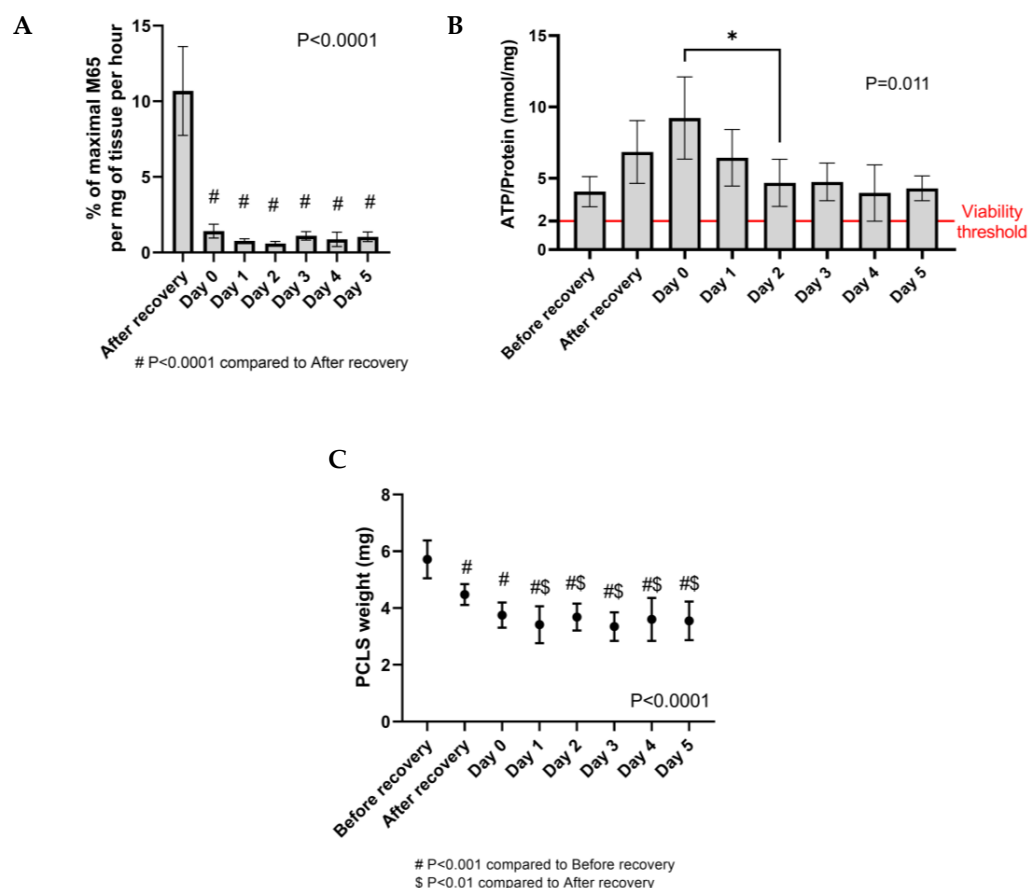 A
% of maximal M65
per mg of tissue per hour
15
10
5
0
P<0.0001
# # # # # #
After recovery
Day 0
Day 1
Day 2
Day 3
Day 4
Day 5
# P<0.0001 compared to After recovery
B
ATP/Protein (nmol/mg)
15
10
5
2
0
*
P=0.011
Viability
threshold
Before recovery
After recovery
Day 0
Day 1
Day 2
Day 3
Day 4
Day 5
C
PCLS weight (mg)
8
6
4
2
0
# # #$ #$ #$ #$ #$
P<0.0001
Before recovery
After recovery
Day 0
Day 1
Day 2
Day 3
Day 4
Day 5
# P<0.001 compared to Before recovery
$ P<0.01 compared to After recovery